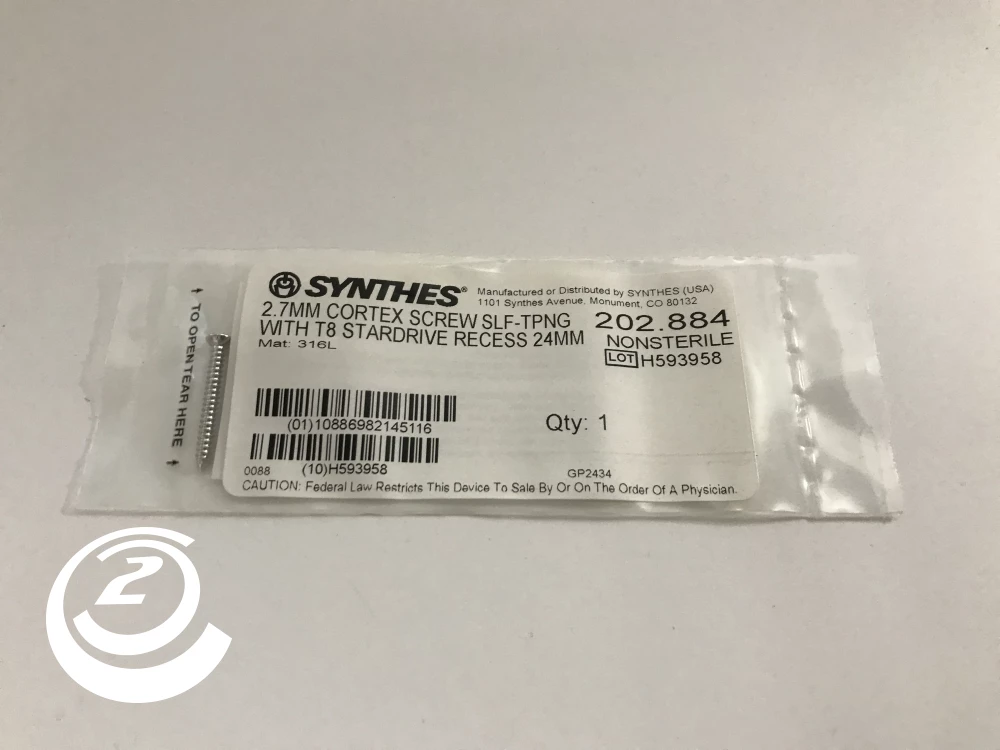 SYNTHES®
Manufactured or Distributed by SYNTHES (USA)
1101 Synthes Avenue, Monument, CO 80132
2.7MM CORTEX SCREW SLF-TPNG
WITH T8 STARDRIVE RECESS 24MM
Mat: 316L
202.884
NONSTERILE
LOT H593958
TO OPEN TEAR HERE
(01)10886982145116
Qty: 1
0088 (10)H593958
GP2434
CAUTION: Federal Law Restricts This Device To Sale By Or On The Order Of A Physician.
2